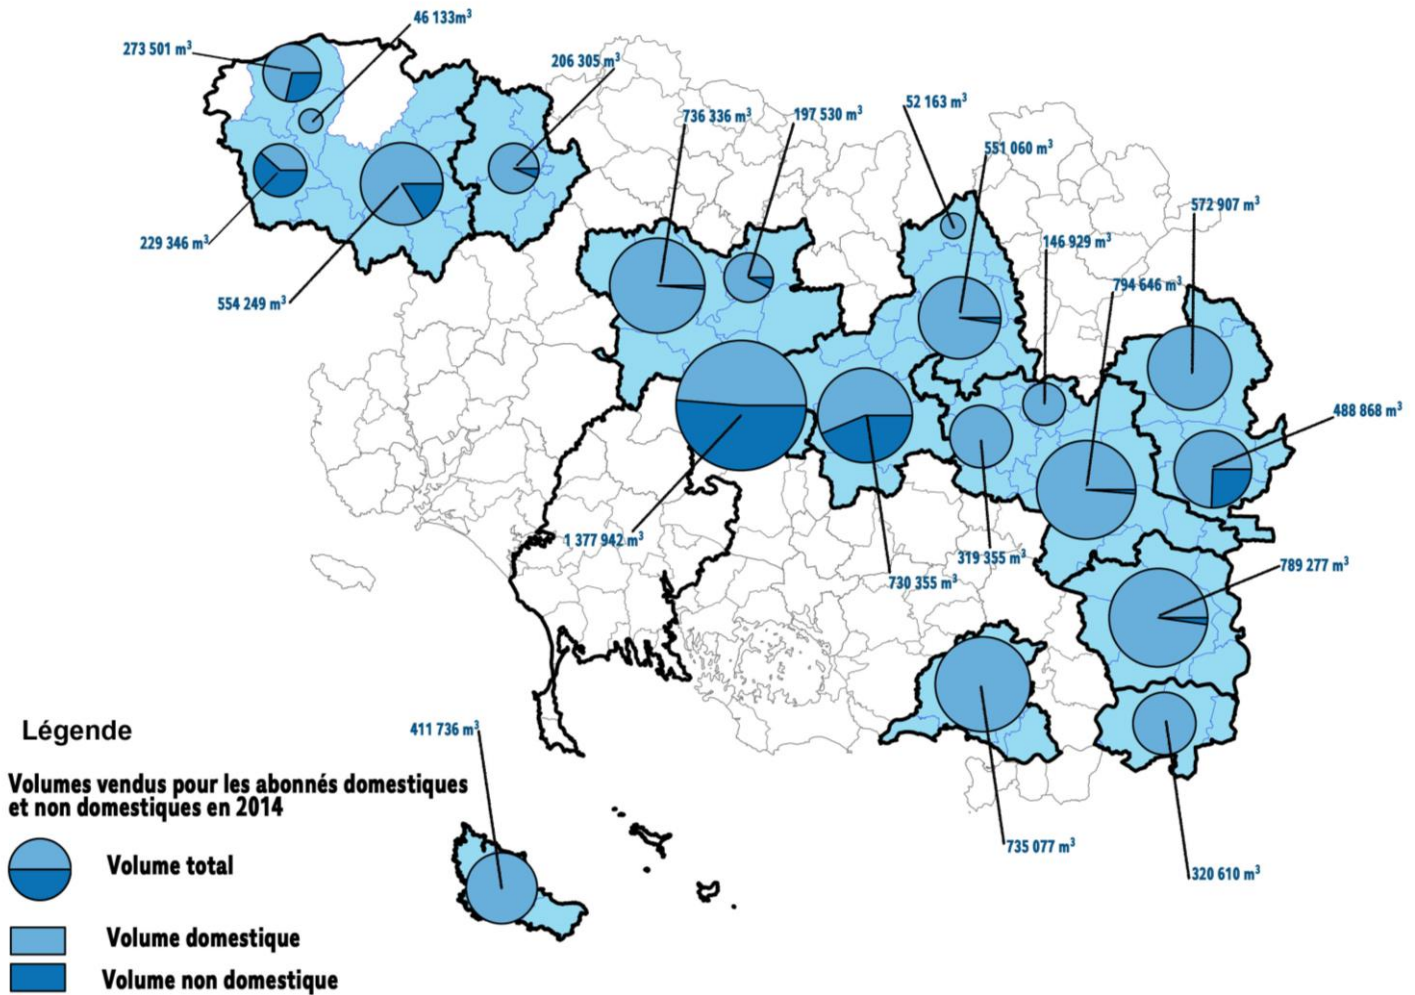 46 133m³
273 501 m³
206 305 m³
736 336 m³
197 530 m³
52 163 m³
551 060 m³
572 907 m³
229 346 m³
146 929 m³
794 646 m³
554 249 m³
488 868 m³
1 377 942 m³
319 355 m³
730 355 m³
789 277 m³
411 736 m³
735 077 m³
320 610 m³
Légende
Volumes vendus pour les abonnés domestiques
et non domestiques en 2014
Volume total
Volume domestique
Volume non domestique